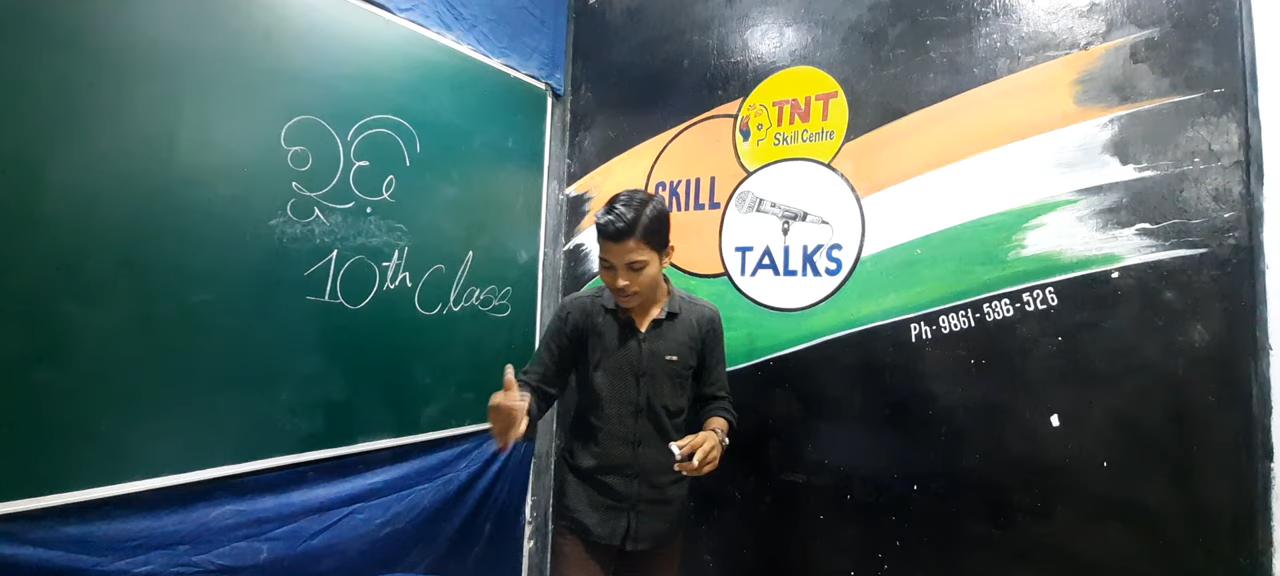 10th Class
TNT
Skill Centre
SKILL
TALKS
Ph-9861-536-526